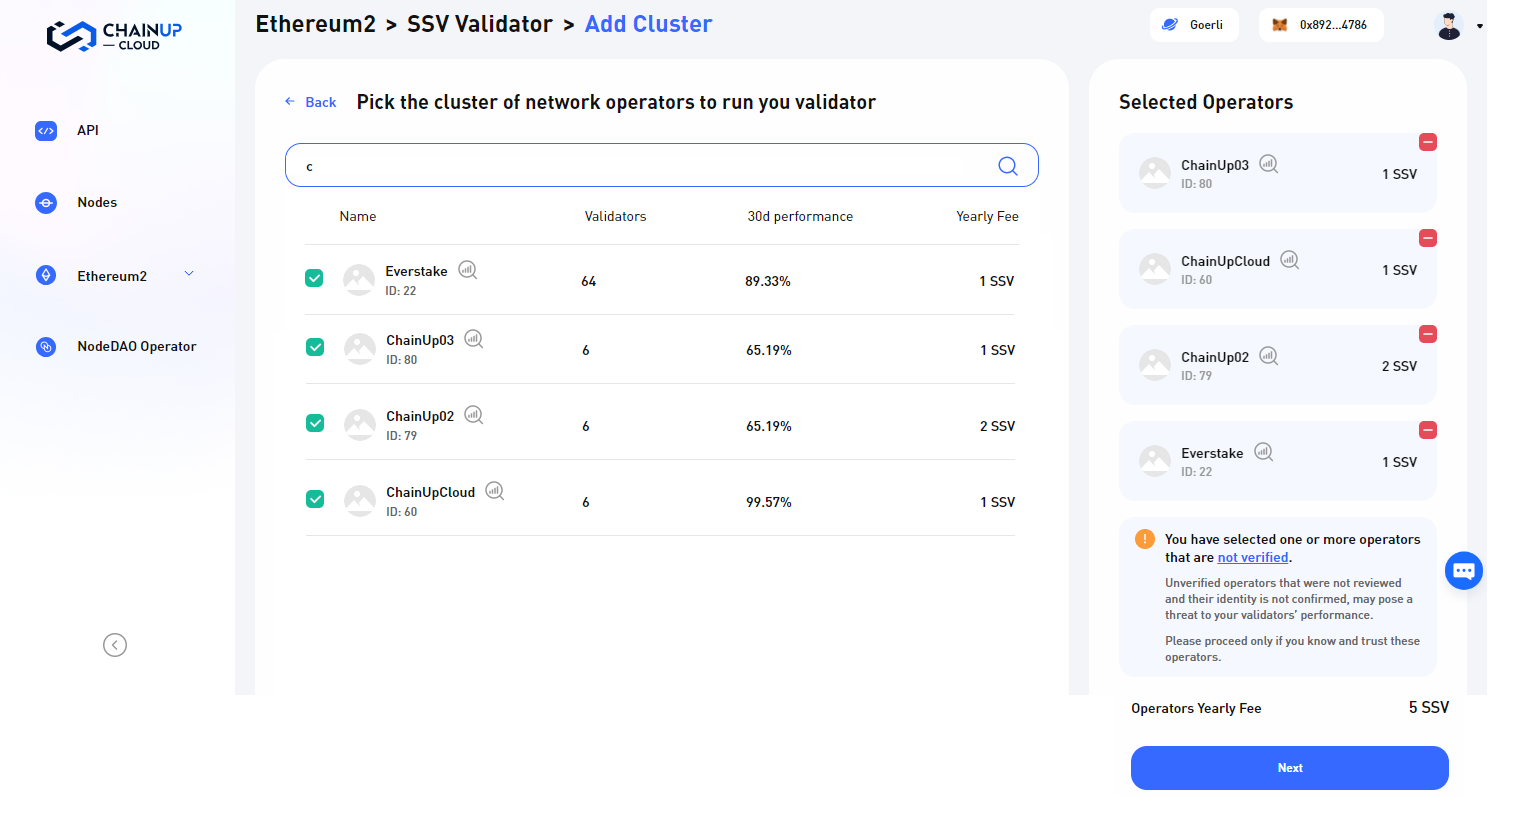 CHAINUP
CLOUD
API
Nodes
Ethereum2
NodeDAO Operator
Ethereum2 > SSV Validator > Add Cluster
Goerli
0x892...4786
Back
Pick the cluster of network operators to run you validator
c
Name Validators 30d performance Yearly Fee
Everstake
ID: 22
64 89.33% 1 SSV
ChainUp03
ID: 80
6 65.19% 1 SSV
ChainUp02
ID: 79
6 65.19% 2 SSV
ChainUpCloud
ID: 60
6 99.57% 1 SSV
Selected Operators
ChainUp03
ID: 80
1 SSV
ChainUpCloud
ID: 60
1 SSV
ChainUp02
ID: 79
2 SSV
Everstake
ID: 22
1 SSV
You have selected one or more operators
that are not verified.
Unverified operators that were not reviewed
and their identity is not confirmed, may pose a
threat to your validators’ performance.
Please proceed only if you know and trust these
operators.
Operators Yearly Fee 5 SSV
Next